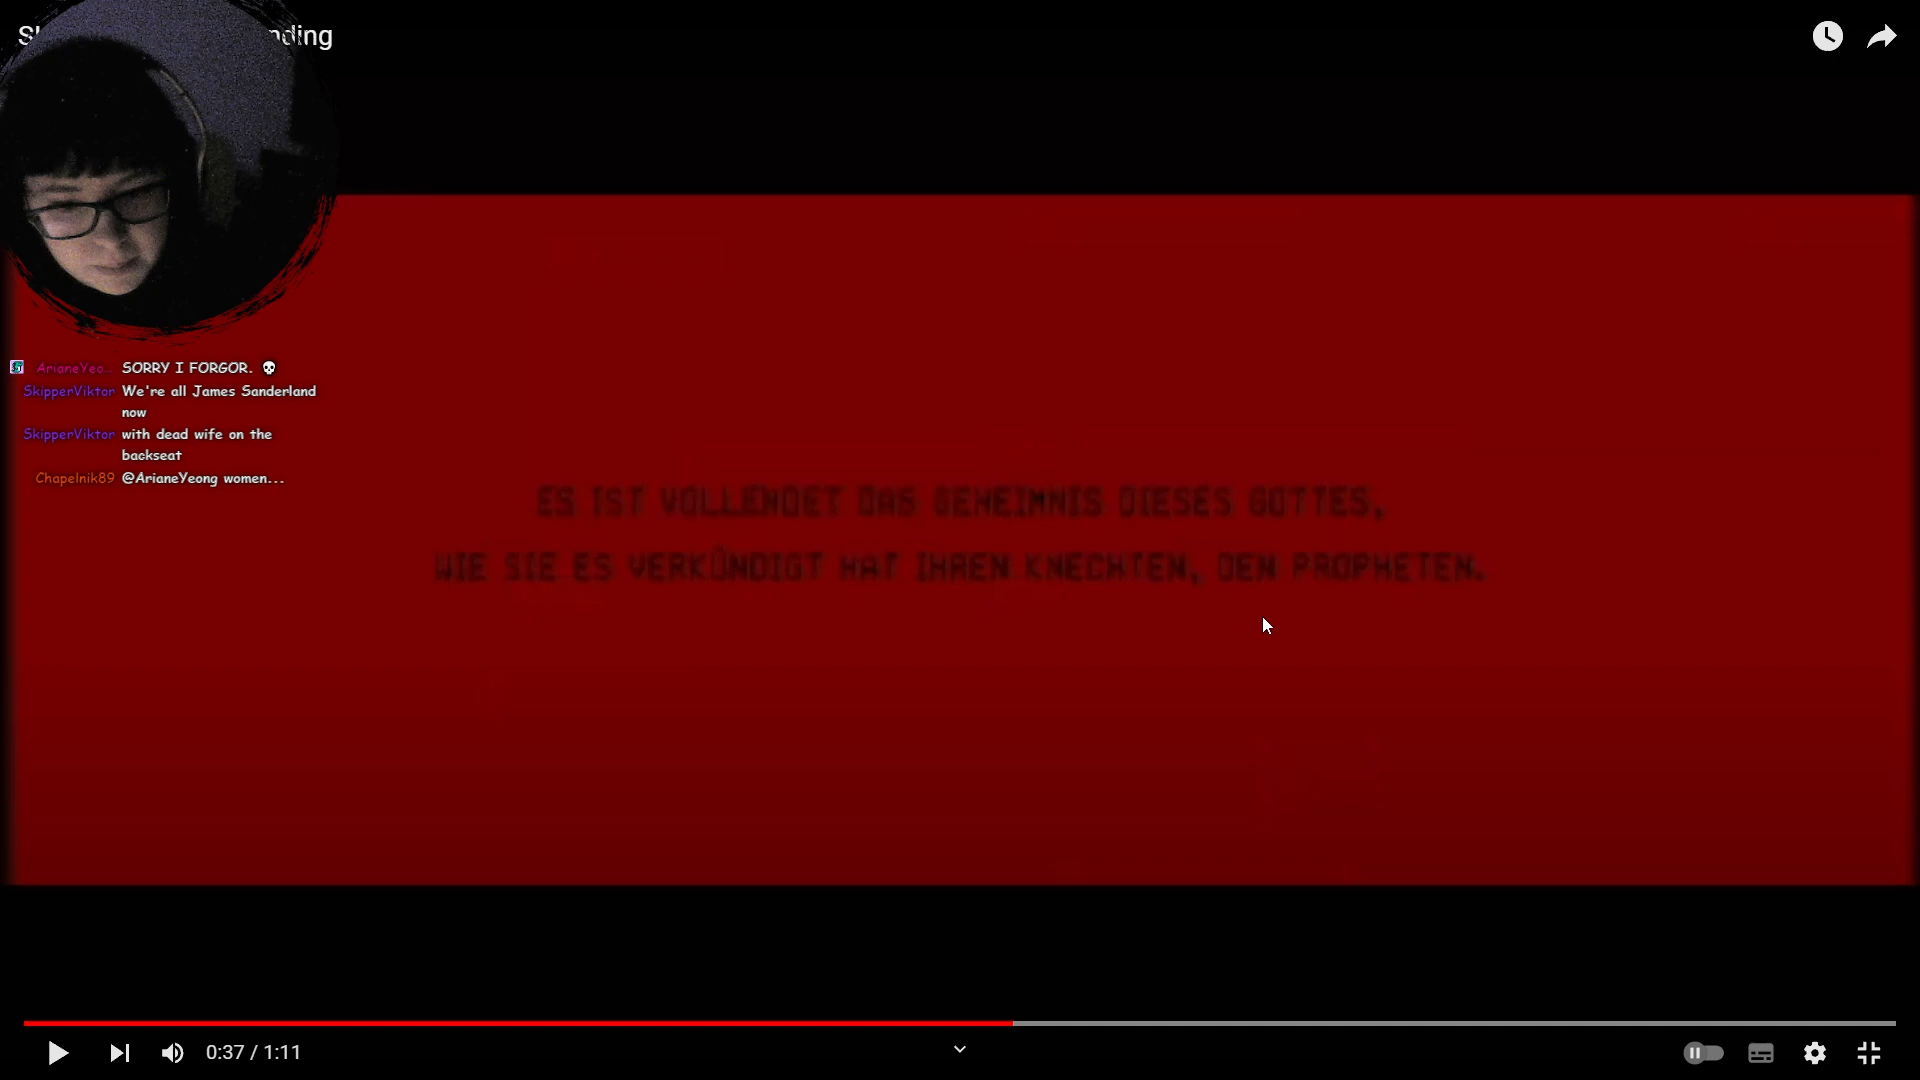 nding
ArianeYeo... SORRY I FORGOR. 💀
SkipperViktor We're all James Sanderland
now
SkipperViktor with dead wife on the
backseat
Chapelnik89 @ArianeYeong women...
ES IST VOLLENDET DAS GEHEIMNIS DIESES GOTTES,
WIE SIE ES VERKÜNDIGT HAT IHREN KNECHTEN, DEN PROPHETEN.
0:37 / 1:11